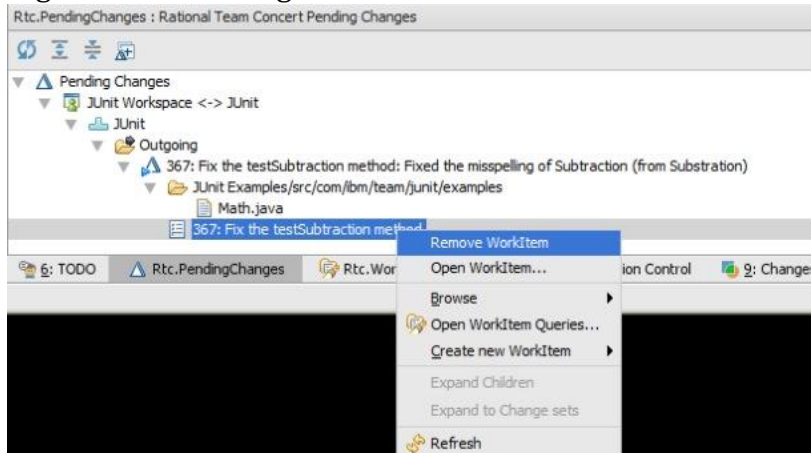 Rtc.PendingChanges : Rational Team Concert Pending Changes
Pending Changes
JUnit Workspace <-> JUnit
JUnit
Outgoing
367: Fix the testSubtraction method: Fixed the misspelling of Subtraction (from Substration)
JUnit Examples/src/com/ibm/team/junit/examples
Math.java
367: Fix the testSubtraction method
Remove WorkItem
6: TODO Rtc.PendingChanges Rtc.Wor Open WorkItem... ion Control 9: Changes
Browse
Open WorkItem Queries...
Create new WorkItem
Expand Children
Expand to Change sets
Refresh